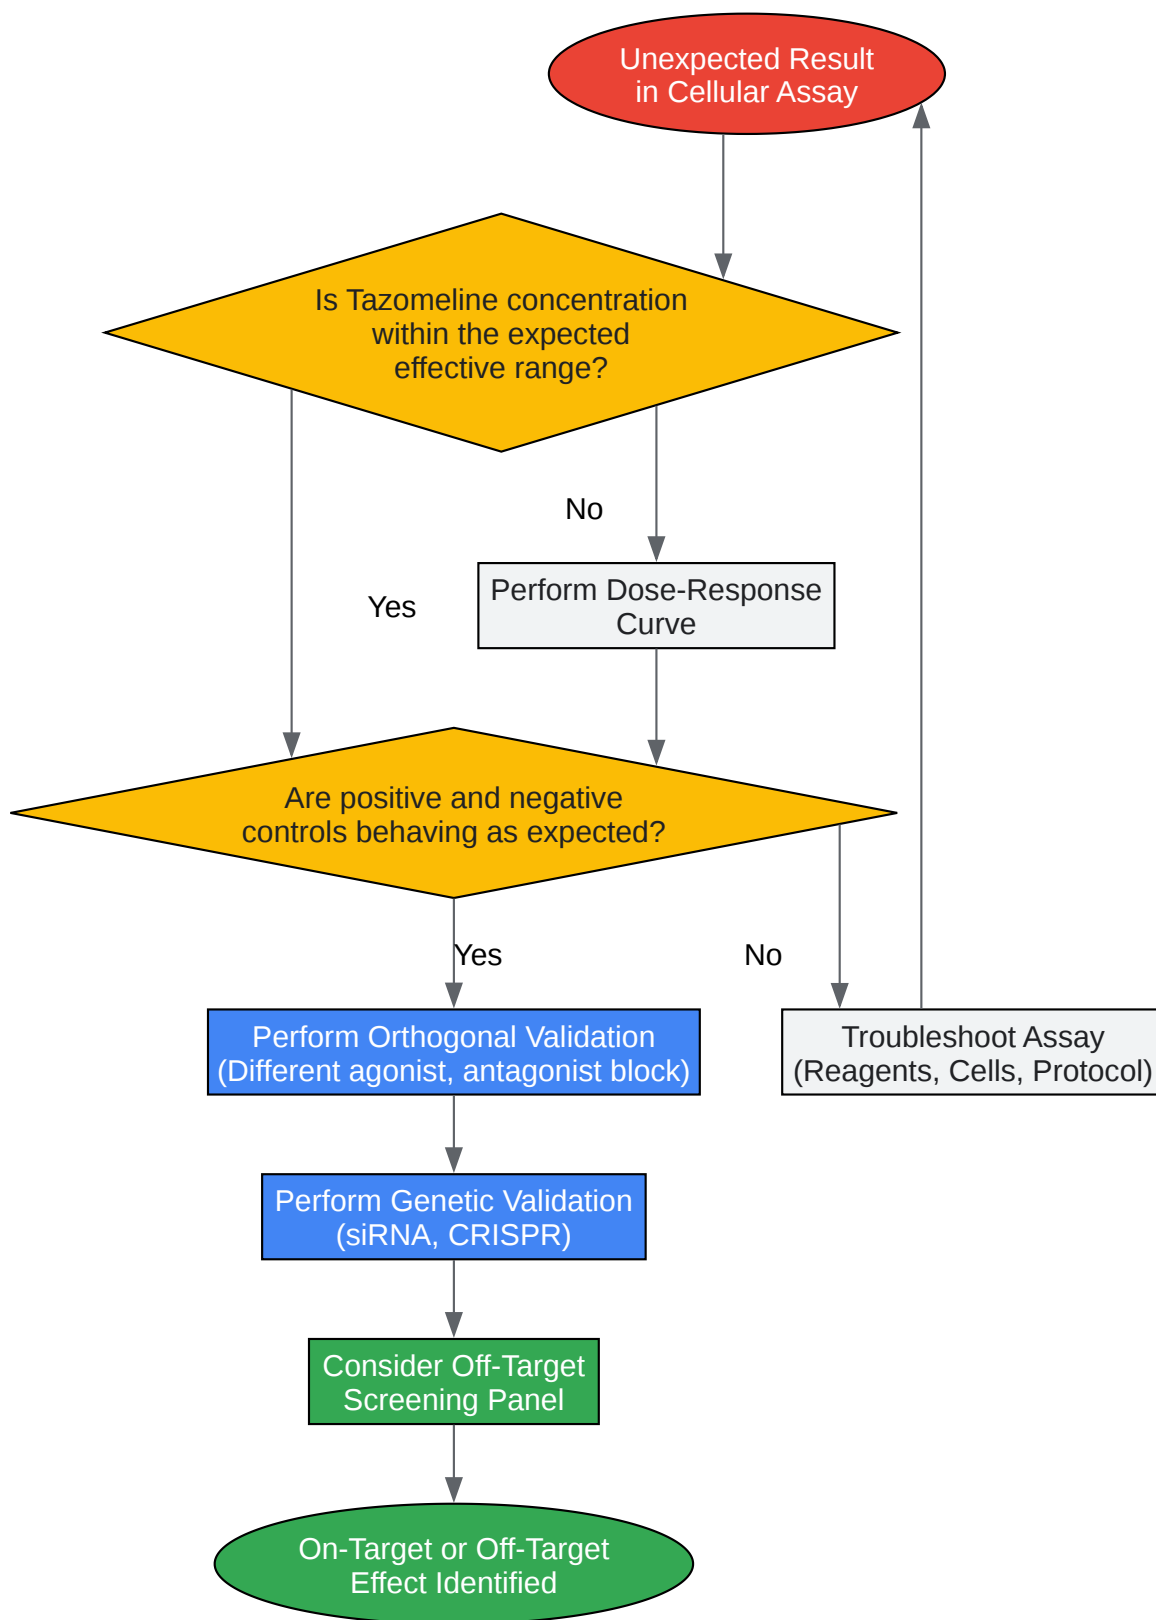 Unexpected Result
in Cellular Assay
Is Tazomeline concentration
within the expected
effective range?
No
Perform Dose-Response
Curve
Yes
Are positive and negative
controls behaving as expected?
Yes
No
Perform Orthogonal Validation
(Different agonist, antagonist block)
Troubleshoot Assay
(Reagents, Cells, Protocol)
Perform Genetic Validation
(siRNA, CRISPR)
Consider Off-Target
Screening Panel
On-Target or Off-Target
Effect Identified